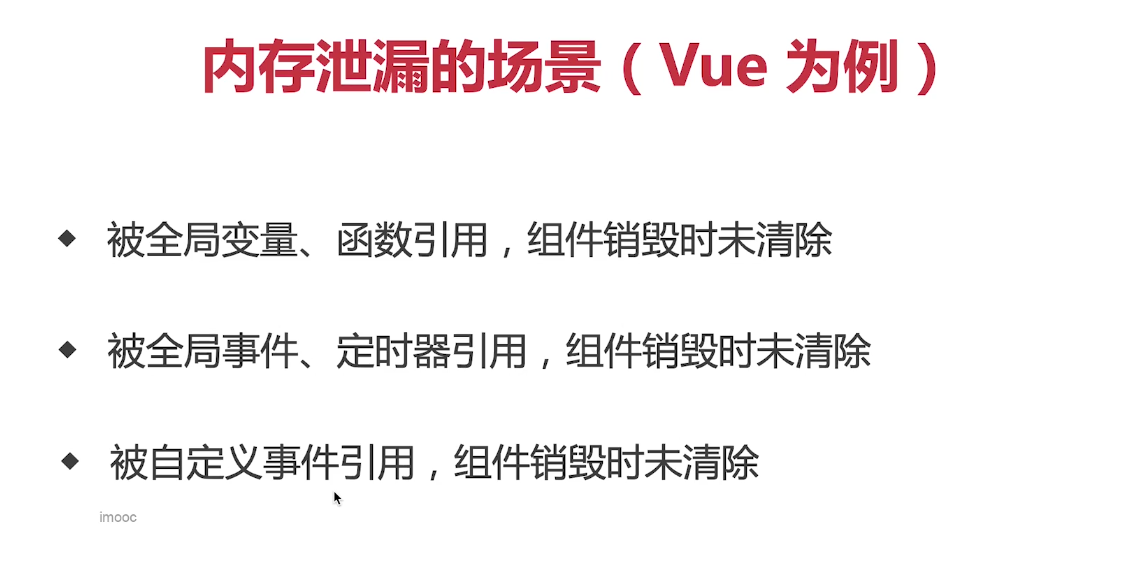 内存泄漏的场景（Vue 为例）
◆ 被全局变量、函数引用，组件销毁时未清除
◆ 被全局事件、定时器引用，组件销毁时未清除
◆ 被自定义事件引用，组件销毁时未清除
imooc